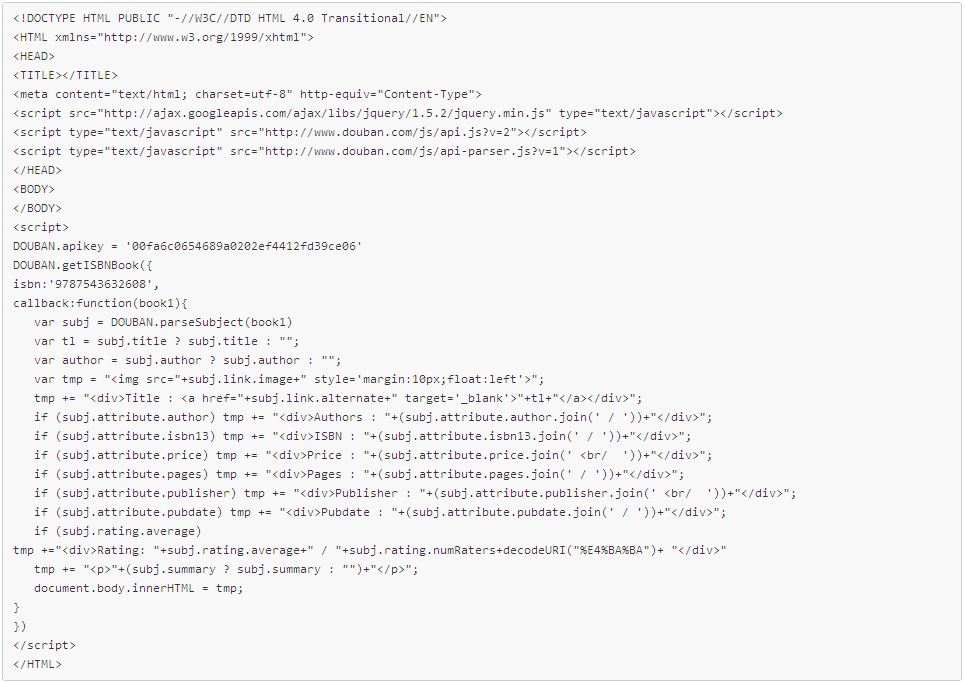 <!DOCTYPE HTML PUBLIC "-//W3C//DTD HTML 4.0 Transitional//EN">
<HTML xmlns="http://www.w3.org/1999/xhtml">
<HEAD>
<TITLE></TITLE>
<meta content="text/html; charset=utf-8" http-equiv="Content-Type">
<script src="http://ajax.googleapis.com/ajax/libs/jquery/1.5.2/jquery.min.js" type="text/javascript"></script>
<script type="text/javascript" src="http://www.douban.com/js/api.js?v=2"></script>
<script type="text/javascript" src="http://www.douban.com/js/api-parser.js?v=1"></script>
</HEAD>
<BODY>
</BODY>
<script>
DOUBAN.apikey = '00fa6c0654689a0202ef4412fd39ce06'
DOUBAN.getISBNBook({
isbn:'9787543632608',
callback:function(book1){
   var subj = DOUBAN.parseSubject(book1)
   var tl = subj.title ? subj.title : "";
   var author = subj.author ? subj.author : "";
   var tmp = "<img src="+subj.link.image+" style='margin:10px;float:left'>";
   tmp += "<div>Title : <a href="+subj.link.alternate+" target='_blank'>"+tl+"</a></div>";
   if (subj.attribute.author) tmp += "<div>Authors : "+(subj.attribute.author.join(' / '))+"</div>";
   if (subj.attribute.isbn13) tmp += "<div>ISBN : "+(subj.attribute.isbn13.join(' / '))+"</div>";
   if (subj.attribute.price) tmp += "<div>Price : "+(subj.attribute.price.join(' <br/  '))+"</div>";
   if (subj.attribute.pages) tmp += "<div>Pages : "+(subj.attribute.pages.join(' / '))+"</div>";
   if (subj.attribute.publisher) tmp += "<div>Publisher : "+(subj.attribute.publisher.join(' <br/  '))+"</div>";
   if (subj.attribute.pubdate) tmp += "<div>Pubdate : "+(subj.attribute.pubdate.join(' / '))+"</div>";
   if (subj.rating.average)
tmp +="<div>Rating: "+subj.rating.average+" / "+subj.rating.numRaters+decodeURI("%E4%BA%BA")+ "</div>"
   tmp += "<p>"+(subj.summary ? subj.summary : "")+"</p>";
   document.body.innerHTML = tmp;
}
})
</script>
</HTML>